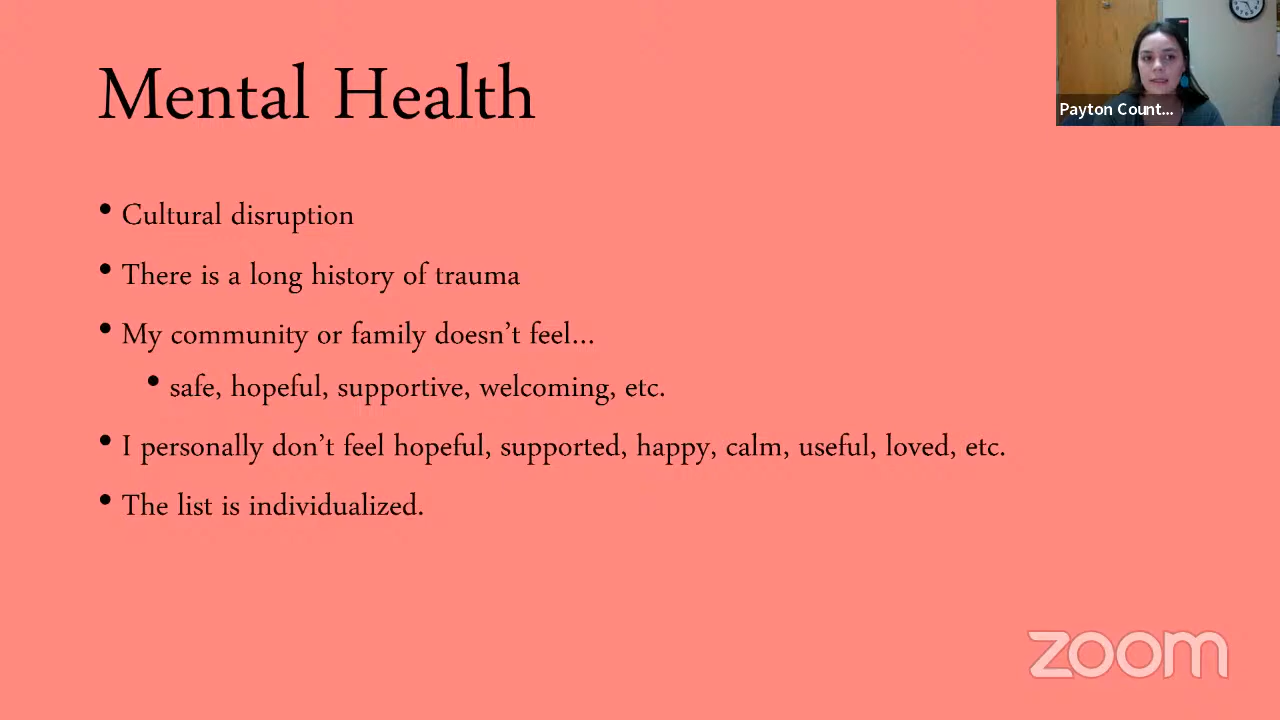 Mental Health
Payton Count...
• Cultural disruption
• There is a long history of trauma
• My community or family doesn’t feel...
• safe, hopeful, supportive, welcoming, etc.
• I personally don’t feel hopeful, supported, happy, calm, useful, loved, etc.
• The list is individualized.
zoom